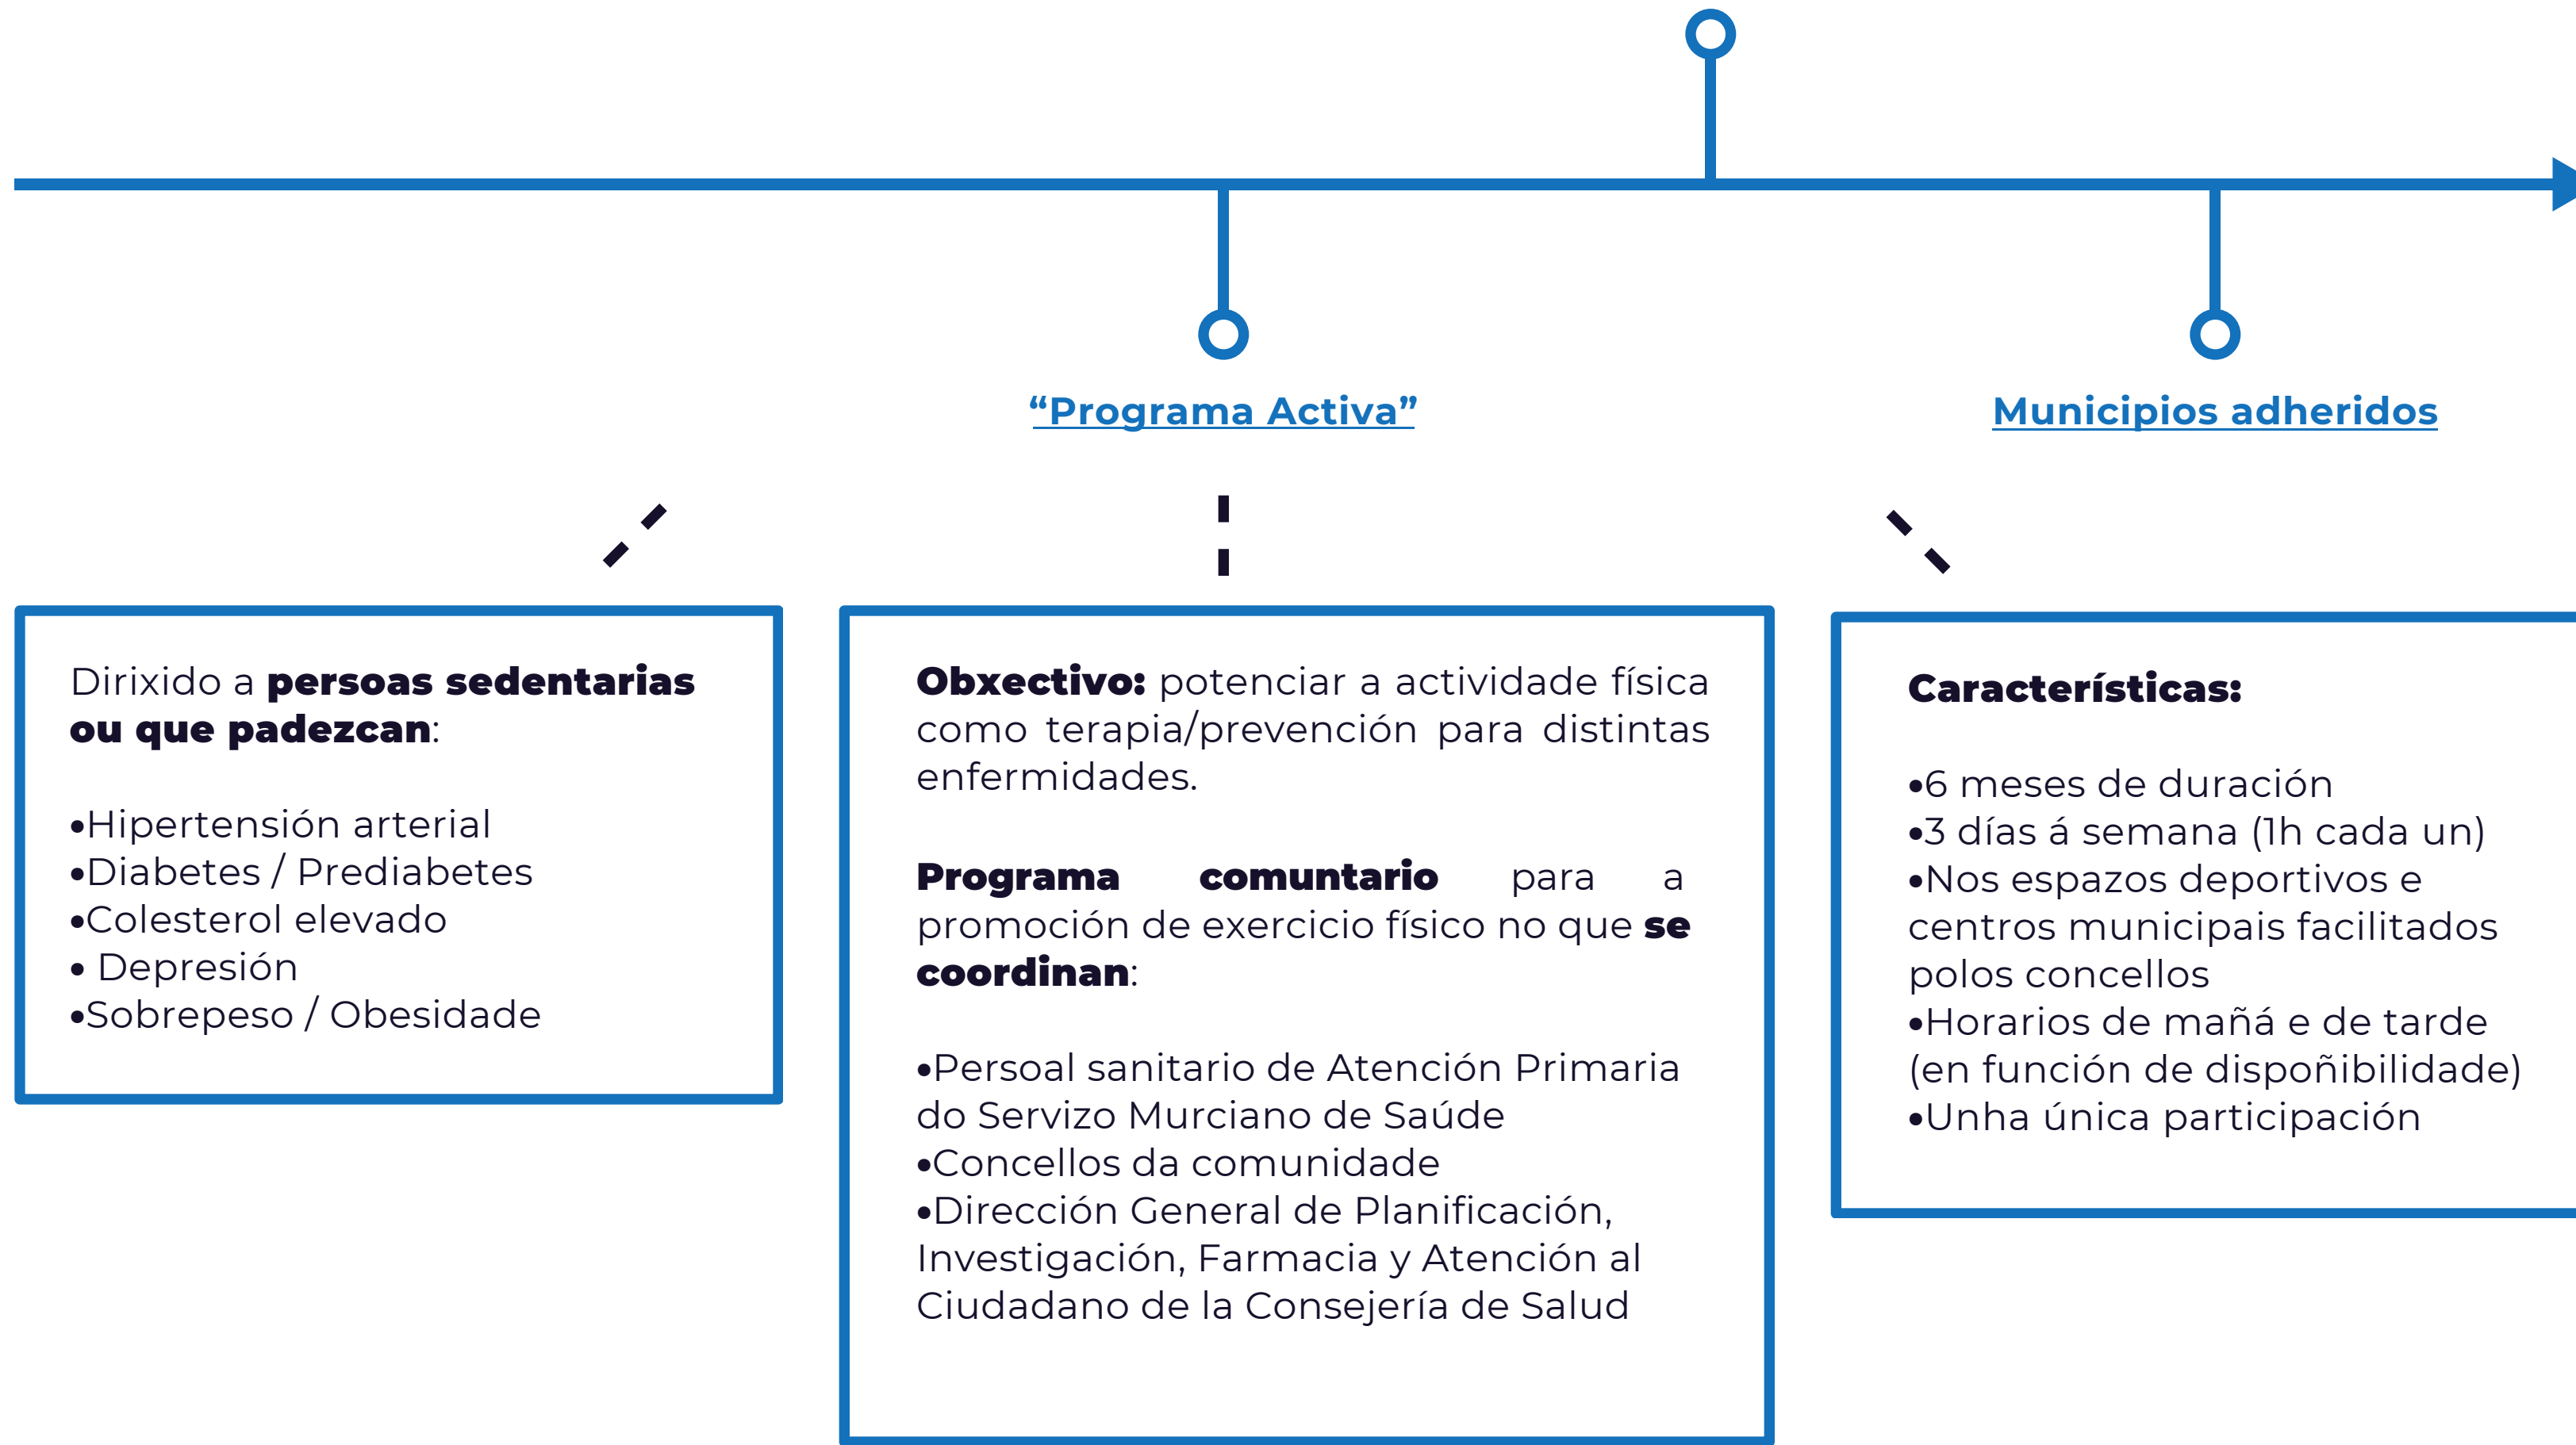 “Programa Activa”
Municipios adheridos
Dirixido a persoas sedentarias
ou que padezcan:
•Hipertensión arterial
•Diabetes / Prediabetes
•Colesterol elevado
• Depresión
•Sobrepeso / Obesidade
Obxectivo: potenciar a actividade física
como terapia/prevención para distintas
enfermidades.
Programa comuntario para a
promoción de exercicio físico no que se
coordinan:
•Persoal sanitario de Atención Primaria
do Servizo Murciano de Saúde
•Concellos da comunidade
•Dirección General de Planificación,
Investigación, Farmacia y Atención al
Ciudadano de la Consejería de Salud
Características:
•6 meses de duración
•3 días á semana (1h cada un)
•Nos espazos deportivos e
centros municipais facilitados
polos concellos
•Horarios de mañá e de tarde
(en función de dispoñibilidade)
•Unha única participación